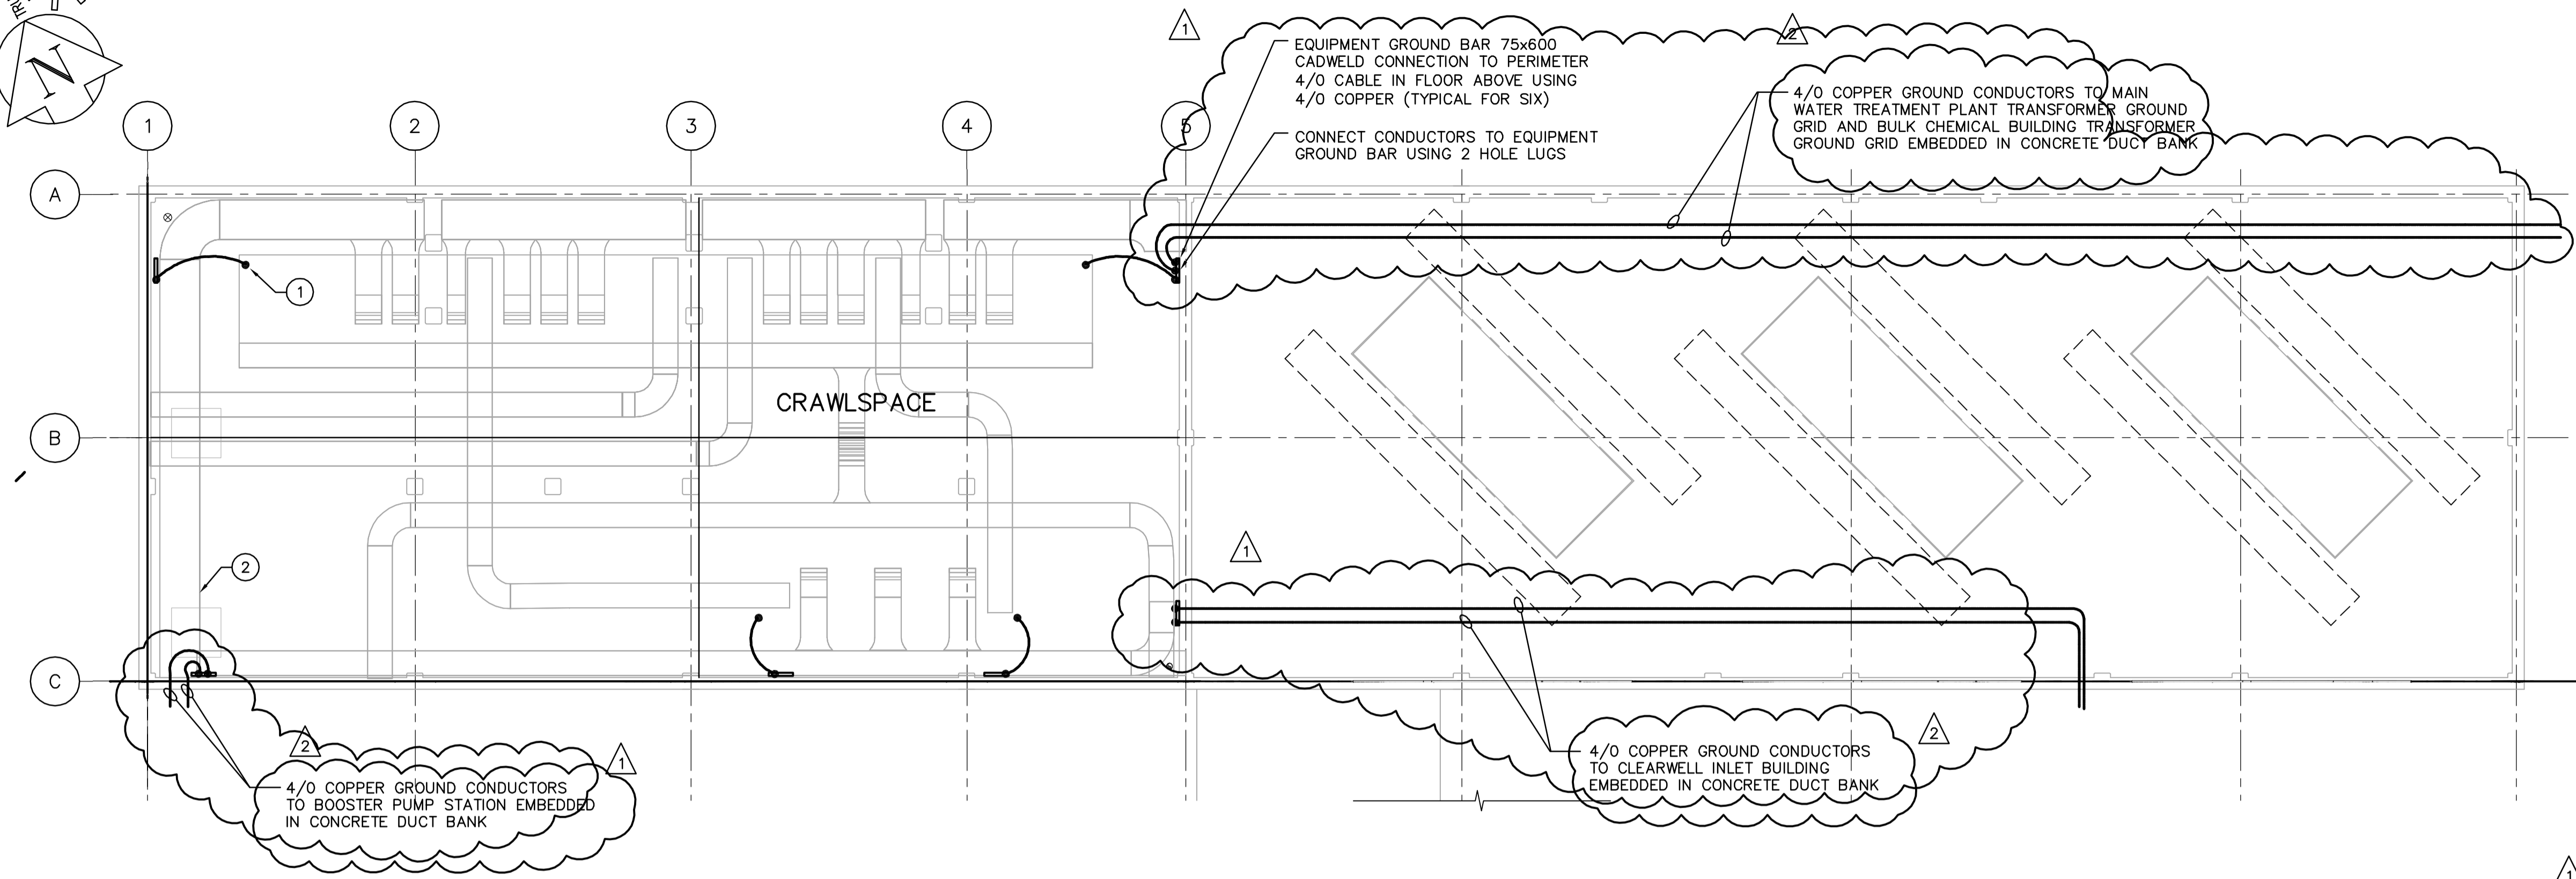 N
1
2
EQUIPMENT GROUND BAR 75x600
CADWELD CONNECTION TO PERIMETER
4/0 CABLE IN FLOOR ABOVE USING
4/0 COPPER (TYPICAL FOR SIX)
4/0 COPPER GROUND CONDUCTORS TO MAIN
WATER TREATMENT PLANT TRANSFORMER GROUND
GRID AND BULK CHEMICAL BUILDING TRANSFORMER
GROUND GRID EMBEDDED IN CONCRETE DUCT BANK
1
2
3
4
5
CONNECT CONDUCTORS TO EQUIPMENT
GROUND BAR USING 2 HOLE LUGS
A
1
CRAWLSPACE
B
1
2
C
2
1
4/0 COPPER GROUND CONDUCTORS
TO BOOSTER PUMP STATION EMBEDDED
IN CONCRETE DUCT BANK
2
4/0 COPPER GROUND CONDUCTORS
TO CLEARWELL INLET BUILDING
EMBEDDED IN CONCRETE DUCT BANK
1